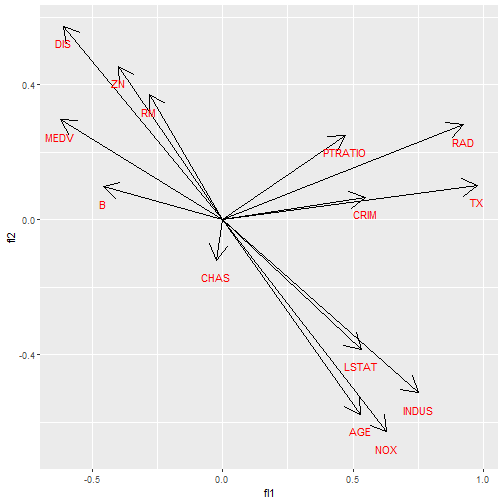 DIS
ZN
RM
MEDV
PTRATIO
RAD
B
TX
CRIM
CHAS
LSTAT
INDUS
AGE
NOX
0.4
0.0
-0.4
-0.5
0.0
0.5
1.0
fl1
fl2